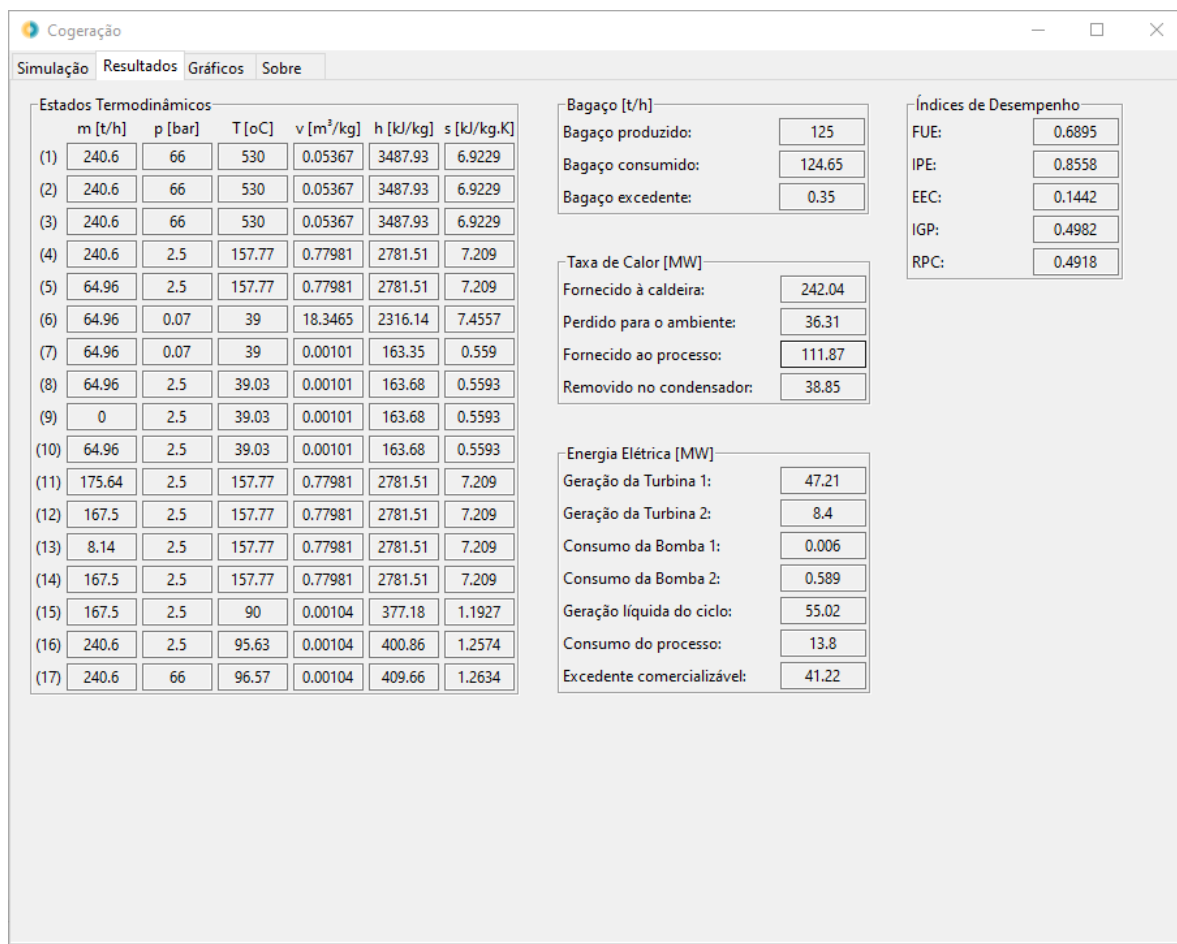 Cogeração
Simulação Resultados Gráficos Sobre
Estados Termodinâmicos
m [t/h] p [bar] T [oC] v [m³/kg] h [kJ/kg] s [kJ/kg.K]
(1) 240.6 66 530 0.05367 3487.93 6.9229
(2) 240.6 66 530 0.05367 3487.93 6.9229
(3) 240.6 66 530 0.05367 3487.93 6.9229
(4) 240.6 2.5 157.77 0.77981 2781.51 7.209
(5) 64.96 2.5 157.77 0.77981 2781.51 7.209
(6) 64.96 0.07 39 18.3465 2316.14 7.4557
(7) 64.96 0.07 39 0.00101 163.35 0.559
(8) 64.96 2.5 39.03 0.00101 163.68 0.5593
(9) 0 2.5 39.03 0.00101 163.68 0.5593
(10) 64.96 2.5 39.03 0.00101 163.68 0.5593
(11) 175.64 2.5 157.77 0.77981 2781.51 7.209
(12) 167.5 2.5 157.77 0.77981 2781.51 7.209
(13) 8.14 2.5 157.77 0.77981 2781.51 7.209
(14) 167.5 2.5 157.77 0.77981 2781.51 7.209
(15) 167.5 2.5 90 0.00104 377.18 1.1927
(16) 240.6 2.5 95.63 0.00104 400.86 1.2574
(17) 240.6 66 96.57 0.00104 409.66 1.2634
Bagaço [t/h]
Bagaço produzido: 125
Bagaço consumido: 124.65
Bagaço excedente: 0.35
Taxa de Calor [MW]
Fornecido à caldeira: 242.04
Perdido para o ambiente: 36.31
Fornecido ao processo: 111.87
Removido no condensador: 38.85
Energia Elétrica [MW]
Geração da Turbina 1: 47.21
Geração da Turbina 2: 8.4
Consumo da Bomba 1: 0.006
Consumo da Bomba 2: 0.589
Geração líquida do ciclo: 55.02
Consumo do processo: 13.8
Excedente comercializável: 41.22
Índices de Desempenho
FUE: 0.6895
IPE: 0.8558
EEC: 0.1442
IGP: 0.4982
RPC: 0.4918